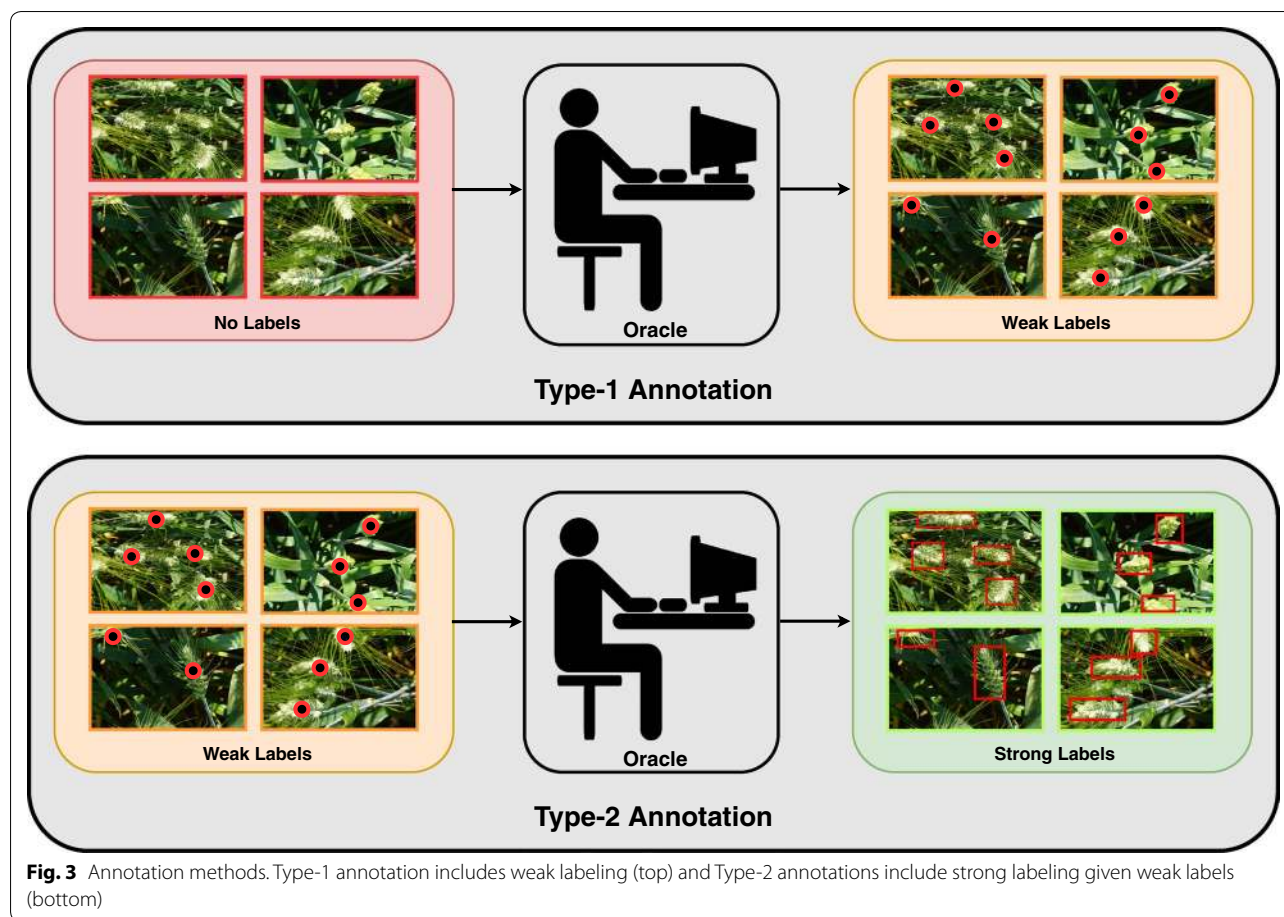 No Labels
Oracle
Weak Labels
Type-1 Annotation
Weak Labels
Oracle
Strong Labels
Type-2 Annotation
Fig. 3 Annotation methods. Type-1 annotation includes weak labeling (top) and Type-2 annotations include strong labeling given weak labels
(bottom)